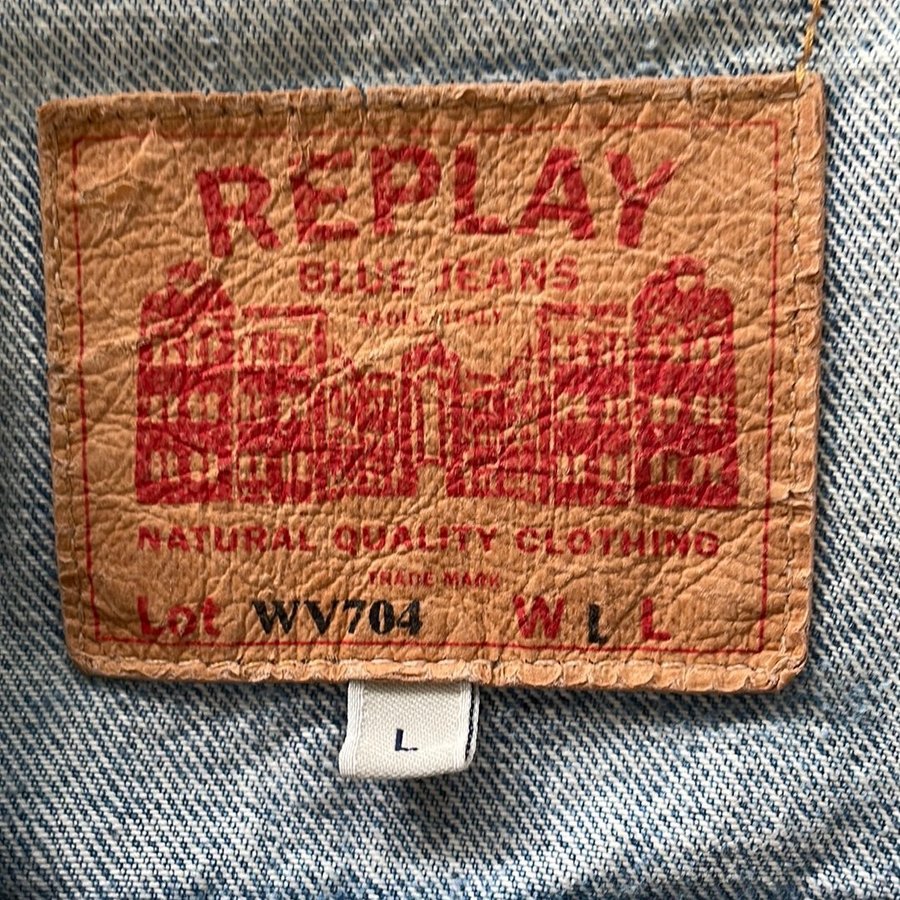 REPLAY
BLUE JEANS
NATURAL QUALITY CLOTHING
TRADE MARK
Lot WV704 W L L
L